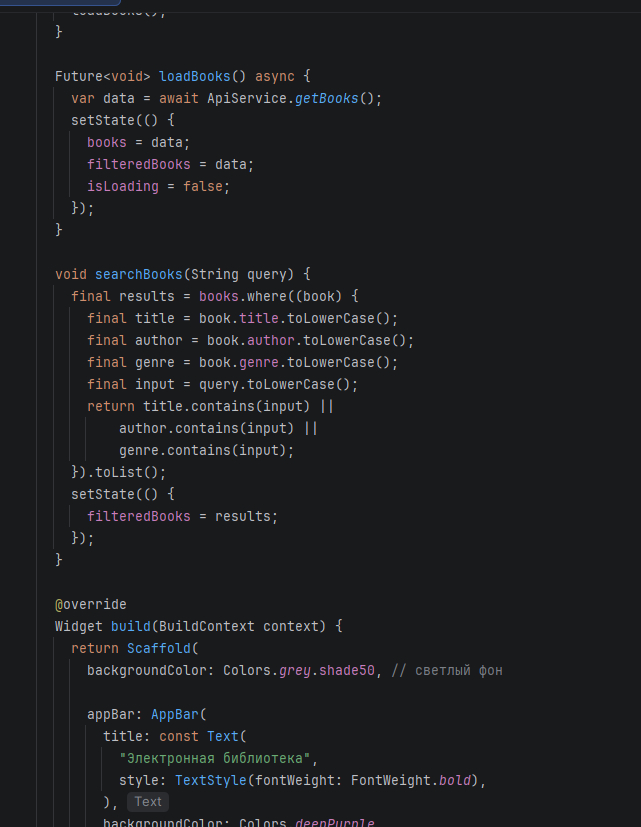 loadBooks();
}
Future<void> loadBooks() async {
var data = await ApiService.getBooks();
setState(() {
books = data;
filteredBooks = data;
isLoading = false;
});
}
void searchBooks(String query) {
final results = books.where((book) {
final title = book.title.toLowerCase();
final author = book.author.toLowerCase();
final genre = book.genre.toLowerCase();
final input = query.toLowerCase();
return title.contains(input) ||
author.contains(input) ||
genre.contains(input);
}).toList();
setState(() {
filteredBooks = results;
});
}
@override
Widget build(BuildContext context) {
return Scaffold(
backgroundColor: Colors.grey.shade50, // светлый фон
appBar: AppBar(
title: const Text(
"Электронная библиотека",
style: TextStyle(fontWeight: FontWeight.bold),
), Text
backgroundColor: Colors.deepPurple